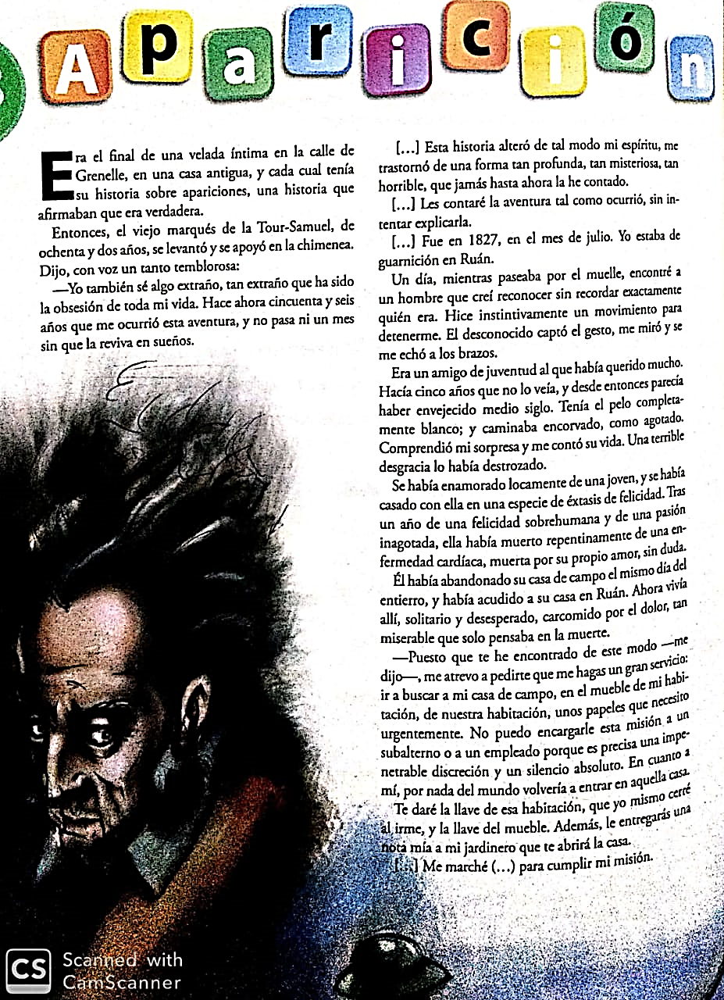 Aparición
Era el final de una velada íntima en la calle de
Grenelle, en una casa antigua, y cada cual tenía
su historia sobre apariciones, una historia que
afirmaban que era verdadera.
Entonces, el viejo marqués de la Tour-Samuel, de
ochenta y dos años, se levantó y se apoyó en la chimenea.
Dijo, con voz un tanto temblorosa:
—Yo también sé algo extraño, tan extraño que ha sido
la obsesión de toda mi vida. Hace ahora cincuenta y seis
años que me ocurrió esta aventura, y no pasa ni un mes
sin que la reviva en sueños.
[…] Esta historia alteró de tal modo mi espíritu, me
trastornó de una forma tan profunda, tan misteriosa, tan
horrible, que jamás hasta ahora la he contado.
[…] Les contaré la aventura tal como ocurrió, sin in-
tentar explicarla.
[…] Fue en 1827, en el mes de julio. Yo estaba de
guarnición en Ruán.
Un día, mientras paseaba por el muelle, encontré a
un hombre que creí reconocer sin recordar exactamente
quién era. Hice instintivamente un movimiento para
detenerme. El desconocido captó el gesto, me miró y se
me echó a los brazos.
Era un amigo de juventud al que había querido mucho.
Hacía cinco años que no lo veía, y desde entonces parecía
haber envejecido medio siglo. Tenía el pelo completa-
mente blanco; y caminaba encorvado, como agotado.
Comprendió mi sorpresa y me contó su vida. Una terrible
desgracia lo había destrozado.
Se había enamorado locamente de una joven, y se había
casado con ella en una especie de éxtasis de felicidad. Tras
un año de una felicidad sobrehumana y de una pasión
inagotada, ella había muerto repentinamente de una en-
fermedad cardíaca, muerta por su propio amor, sin duda.
Él había abandonado su casa de campo el mismo día del
entierro, y había acudido a su casa en Ruán. Ahora vivía
allí, solitario y desesperado, carcomido por el dolor, tan
miserable que solo pensaba en la muerte.
—Puesto que te he encontrado de este modo —me
dijo—, me atrevo a pedirte que me hagas un gran servicio:
ir a buscar a mi casa de campo, en el mueble de mi habi-
tación, de nuestra habitación, unos papeles que necesito
urgentemente. No puedo encargarle esta misión a un
subalterno o a un empleado porque es precisa una impe-
netrable discreción y un silencio absoluto. En cuanto a
mí, por nada del mundo volvería a entrar en aquella casa.
Te daré la llave de esa habitación, que yo mismo cerré
al irme, y la llave del mueble. Además, le entregarás una
nota mía a mi jardinero que te abrirá la casa.
[…] Me marché (…) para cumplir mi misión.
CS Scanned with
CamScanner